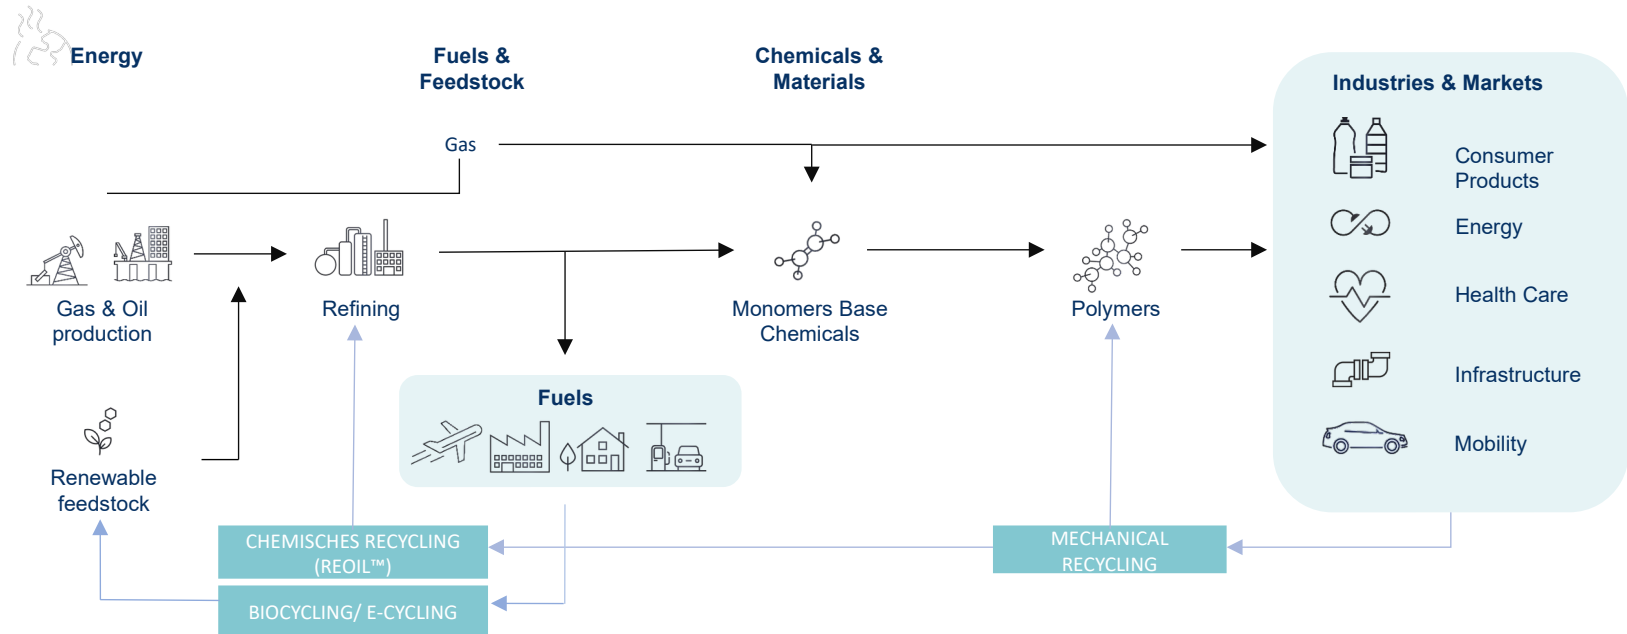 Energy
Fuels &
Feedstock
Chemicals &
Materials
Industries & Markets
Gas
Consumer
Products
Energy
Health Care
Infrastructure
Mobility
Gas & Oil
production
Refining
Monomers Base
Chemicals
Polymers
Fuels
Renewable
feedstock
CHEMISCHES RECYCLING
(REOIL™)
MECHANICAL
RECYCLING
BIOCYCLING/ E-CYCLING